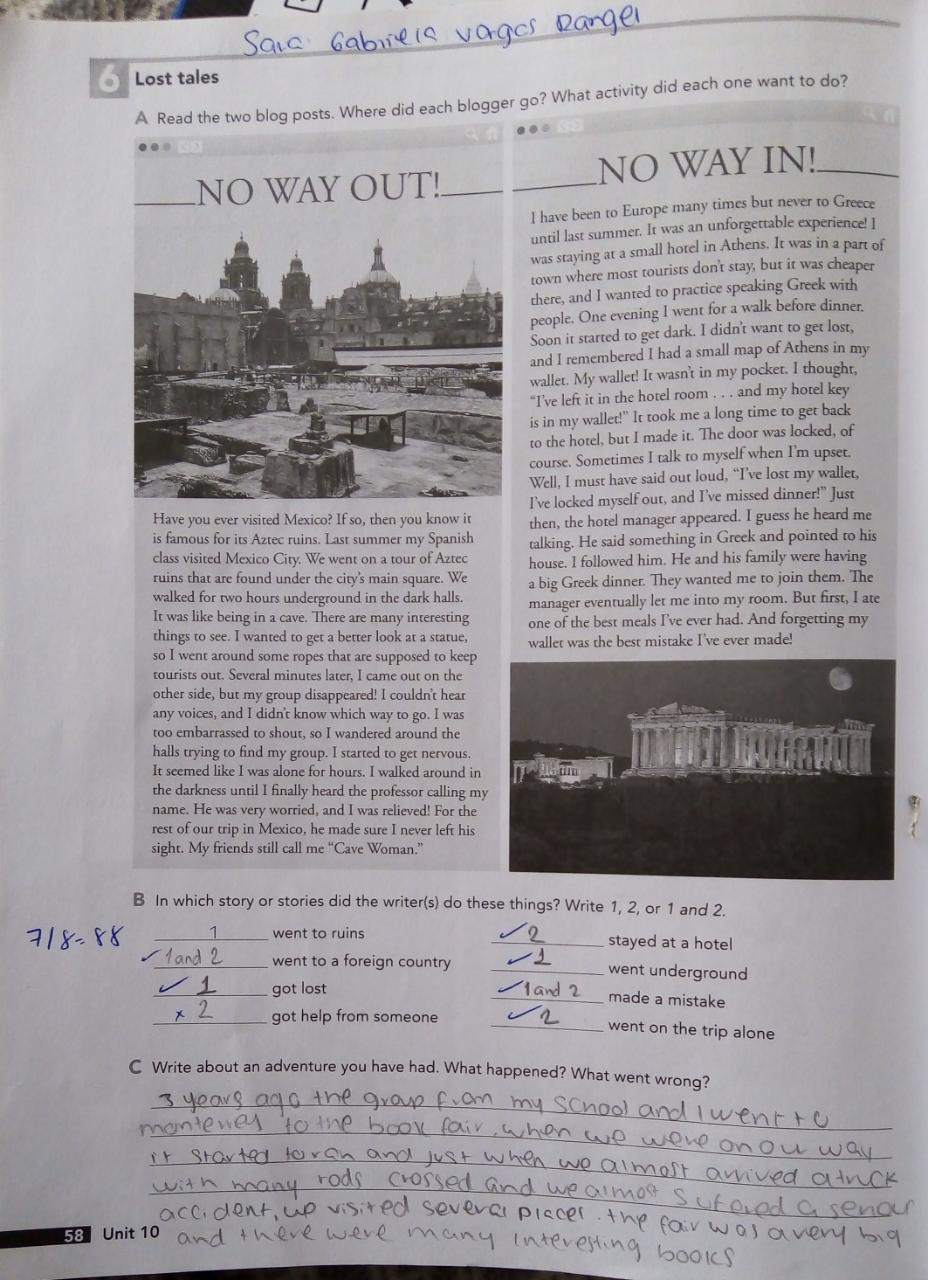 Sara Gabriela Vargas Rangel
6 Lost tales
A Read the two blog posts. Where did each blogger go? What activity did each one want to do?
NO WAY OUT!
Have you ever visited Mexico? If so, then you know it
is famous for its Aztec ruins. Last summer my Spanish
class visited Mexico City. We went on a tour of Aztec
ruins that are found under the city's main square. We
walked for two hours underground in the dark halls.
It was like being in a cave. There are many interesting
things to see. I wanted to get a better look at a statue,
so I went around some ropes that are supposed to keep
tourists out. Several minutes later, I came out on the
other side, but my group disappeared! I couldn't hear
any voices, and I didn't know which way to go. I was
too embarrassed to shout, so I wandered around the
halls trying to find my group. I started to get nervous.
It seemed like I was alone for hours. I walked around in
the darkness until I finally heard the professor calling my
name. He was very worried, and I was relieved! For the
rest of our trip in Mexico, he made sure I never left his
sight. My friends still call me "Cave Woman."
NO WAY IN!
I have been to Europe many times but never to Greece
until last summer. It was an unforgettable experience! I
was staying at a small hotel in Athens. It was in a part of
town where most tourists don't stay, but it was cheaper
there, and I wanted to practice speaking Greek with
people. One evening I went for a walk before dinner.
Soon it started to get dark. I didn't want to get lost,
and I remembered I had a small map of Athens in my
wallet. My wallet! It wasn't in my pocket. I thought,
"I've left it in the hotel room . . . and my hotel key
is in my wallet!" It took me a long time to get back
to the hotel, but I made it. The door was locked, of
course. Sometimes I talk to myself when I'm upset.
Well, I must have said out loud, "I've lost my wallet,
I've locked myself out, and I've missed dinner!" Just
then, the hotel manager appeared. I guess he heard me
talking. He said something in Greek and pointed to his
house. I followed him. He and his family were having
a big Greek dinner. They wanted me to join them. The
manager eventually let me into my room. But first, I ate
one of the best meals I've ever had. And forgetting my
wallet was the best mistake I've ever made!
B In which story or stories did the writer(s) do these things? Write 1, 2, or 1 and 2.
7/8=88
1 went to ruins
✓ 1 and 2 went to a foreign country
✓ 1 got lost
x 2 got help from someone
✓ 2 stayed at a hotel
✓ 1 went underground
✓ 1 and 2 made a mistake
✓ 2 went on the trip alone
C Write about an adventure you have had. What happened? What went wrong?
3 years ago the group from my school and I went to
monterrey to the book fair, when we were on our way
it started to ran and just when we almost arrived a truck
with many rods crossed and we almost sufered a
accident, we visited several places. the fair was a very big
and there were many interesting books
58 Unit 10